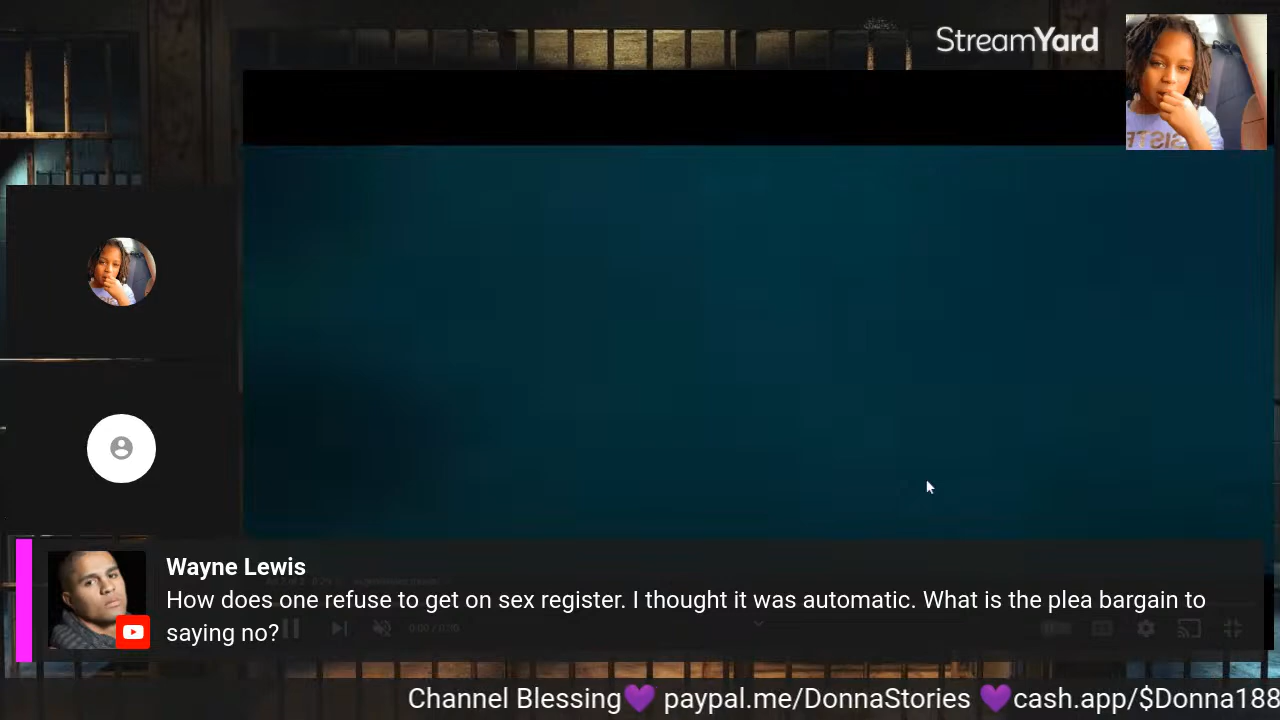 StreamYard
Wayne Lewis
How does one refuse to get on sex register. I thought it was automatic. What is the plea bargain to
saying no?
Channel Blessing💜 paypal.me/DonnaStories 💜cash.app/$Donna188